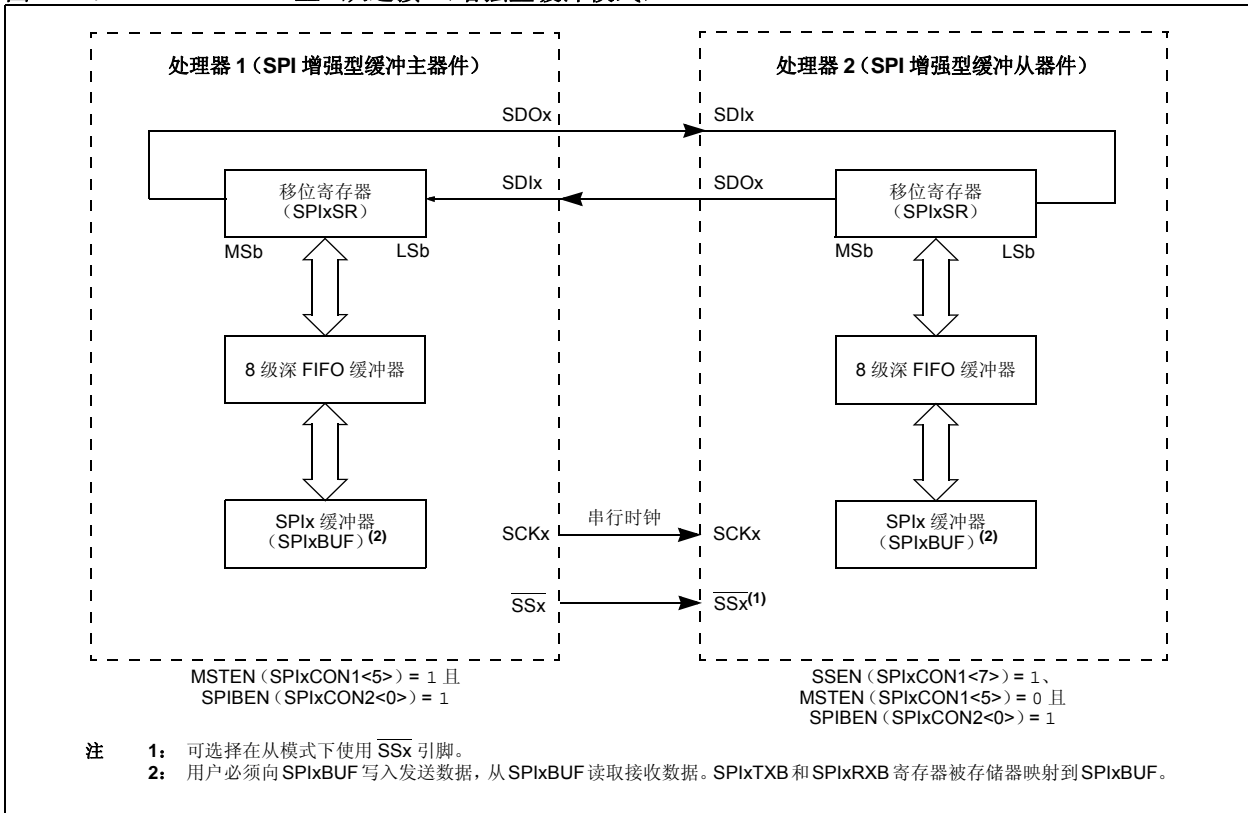 处理器 1（SPI 增强型缓冲主器件）
处理器 2（SPI 增强型缓冲从器件）
SDOx
SDIx
移位寄存器
（SPIxSR）
SDIx
SDOx
移位寄存器
（SPIxSR）
MSb
LSb
MSb
LSb
8 级深 FIFO 缓冲器
8 级深 FIFO 缓冲器
SPIx 缓冲器
（SPIxBUF）(2)
SCKx
串行时钟
SCKx
SPIx 缓冲器
（SPIxBUF）(2)
SSx
SSx(1)
MSTEN（SPIxCON1<5>）= 1 且
SPIBEN（SPIxCON2<0>）= 1
SSEN（SPIxCON1<7>）= 1、
MSTEN（SPIxCON1<5>）= 0 且
SPIBEN（SPIxCON2<0>）= 1
注 1： 可选择在从模式下使用 SSx 引脚。
2： 用户必须向 SPIxBUF 写入发送数据，从 SPIxBUF 读取接收数据。SPIxTXB 和 SPIxRXB 寄存器被存储器映射到 SPIxBUF。